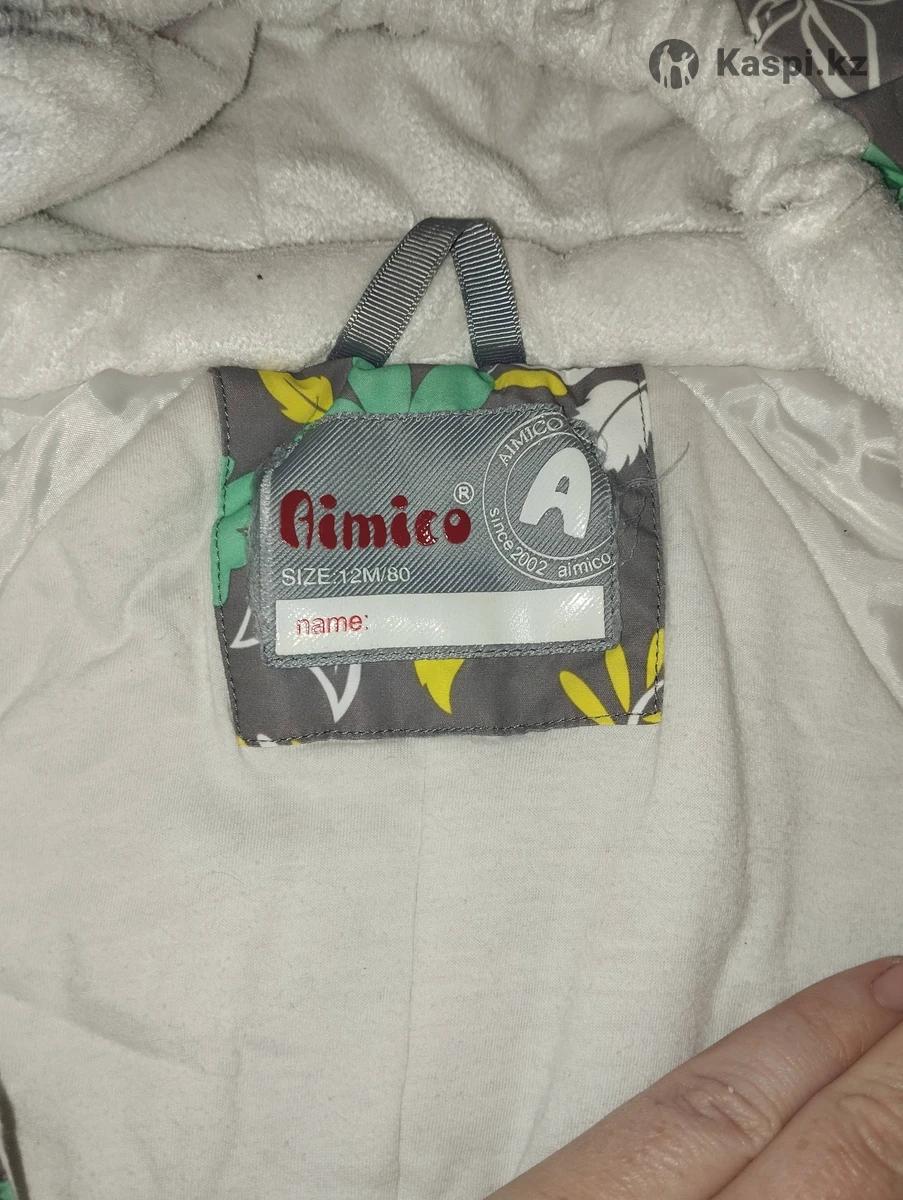 Kaspi.kz
AIMICO
A
Aimico®
since 2002 aimico
SIZE:12M/80
name: